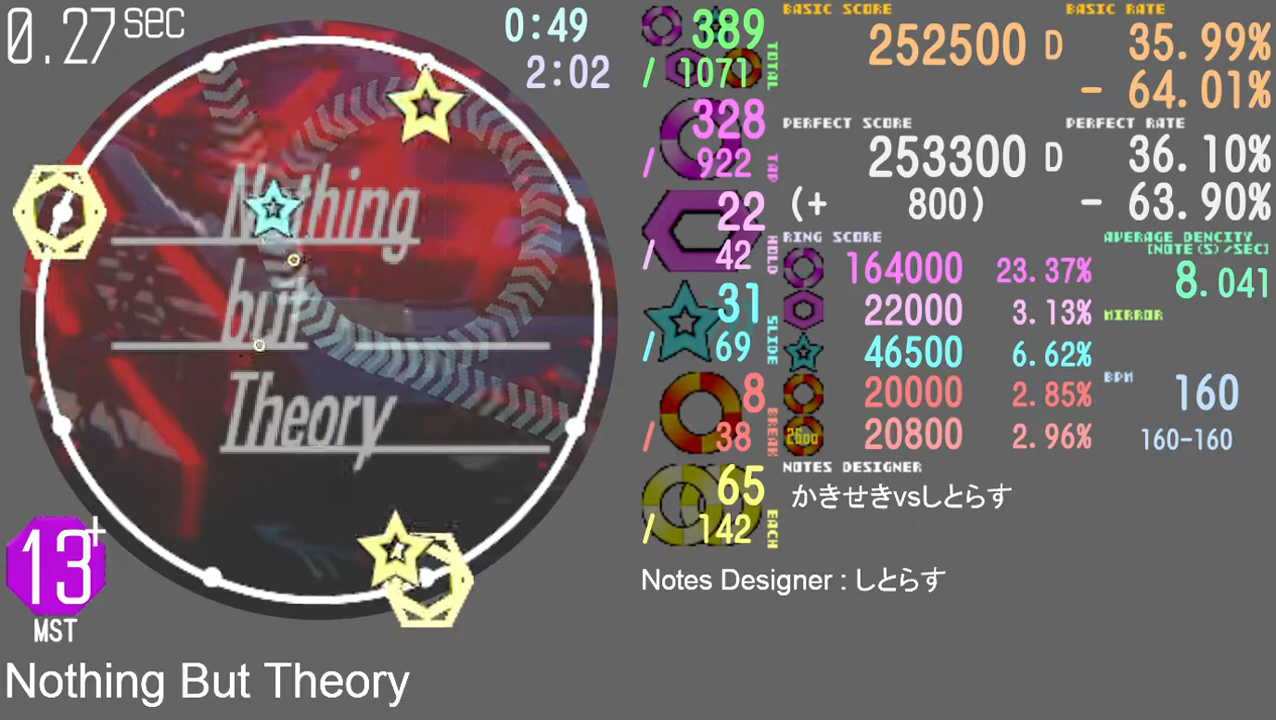 0.27 SEC
0:49
2:02
Nothing
but
Theory
13+
MST
Nothing But Theory
389
/ 1071
TOTAL
328
/ 922
TAP
22
/ 42
HOLD
31
/ 69
SLIDE
8
/ 38
BREAK
65
/ 142
EACH
BASIC SCORE
252500 D
BASIC RATE
35.99%
- 64.01%
PERFECT SCORE
253300 D
(+ 800)
PERFECT RATE
36.10%
- 63.90%
RING SCORE
164000 23.37%
22000 3.13%
46500 6.62%
20000 2.85%
2600 20800 2.96%
AVERAGE DENCITY
[NOTE(S)/SEC]
8.041
MIRROR
BPM
160
160-160
NOTES DESIGNER
かきせきvsしとらす
Notes Designer : しとらす